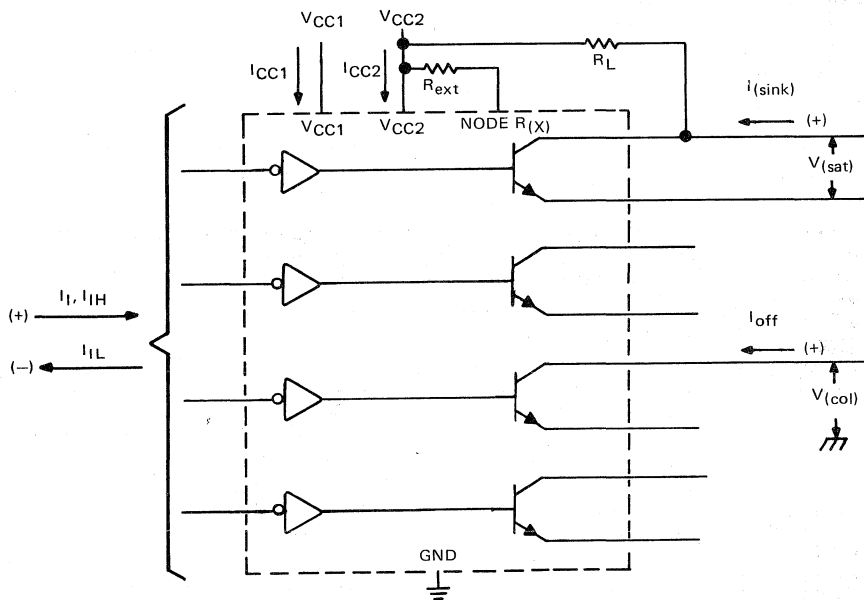 VCC1
VCC2
ICC1
ICC2
Rext
RL
i(sink)
(+)
VCC1
VCC2
NODE R(X)
V(sat)
(+)
II, IIH
(−)
IIL
Ioff
(+)
V(col)
GND